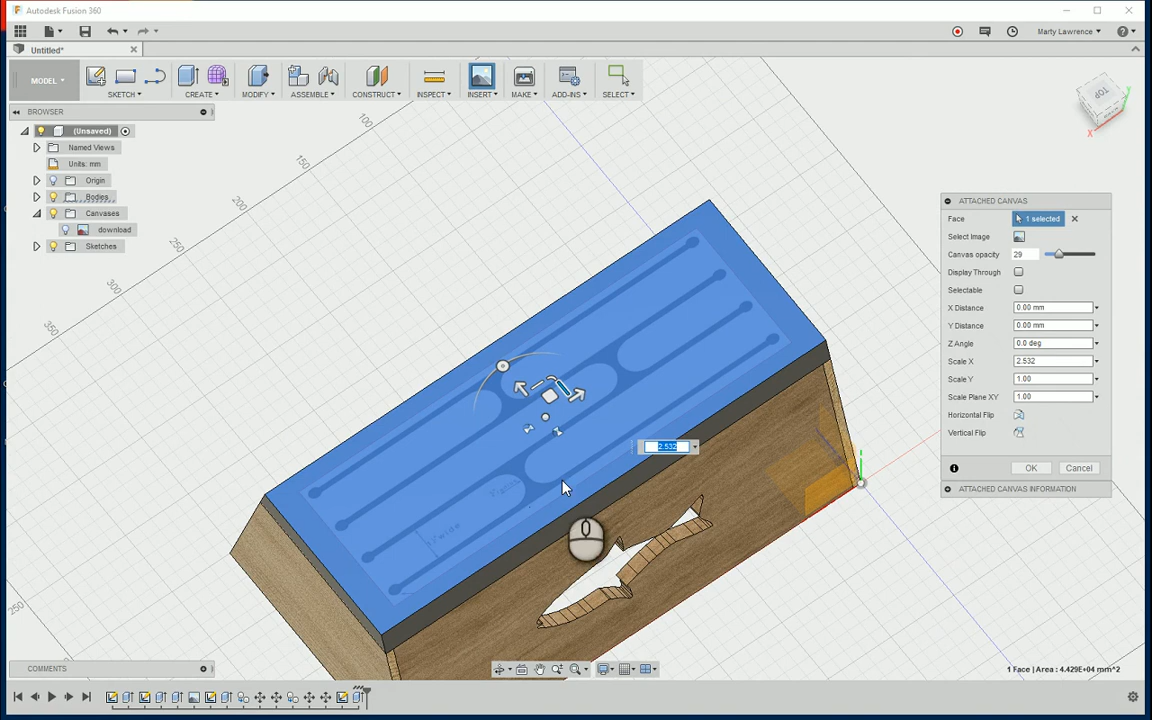 Autodesk Fusion 360
Marty Lawrence
Untitled*
MODEL
SKETCH
CREATE
MODIFY
ASSEMBLE
CONSTRUCT
INSPECT
INSERT
MAKE
ADD-INS
SELECT
BROWSER
(Unsaved)
Named Views
Units: mm
Origin
Bodies
Canvases
download
Sketches
TOP
X
Y
100
150
200
250
300
350
250
2.532
ATTACHED CANVAS
Face 1 selected
Select Image
Canvas opacity 29
Display Through
Selectable
X Distance 0.00 mm
Y Distance 0.00 mm
Z Angle 0.0 deg
Scale X 2.532
Scale Y 1.00
Scale Plane XY 1.00
Horizontal Flip
Vertical Flip
OK Cancel
ATTACHED CANVAS INFORMATION
COMMENTS
1 Face | Area : 4.429E+04 mm^2